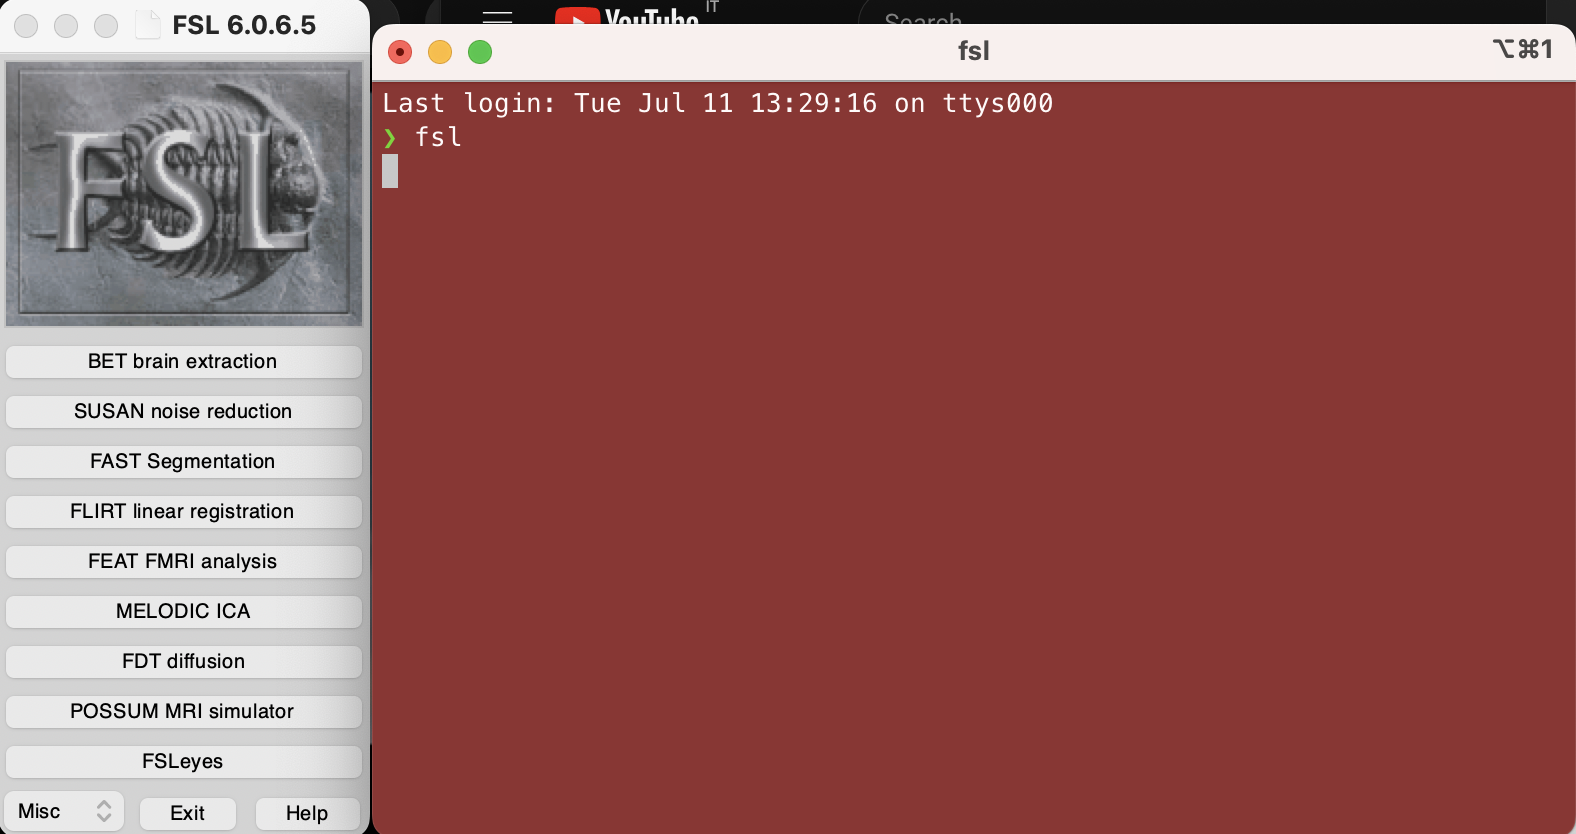 FSL 6.0.6.5
FSL
BET brain extraction
SUSAN noise reduction
FAST Segmentation
FLIRT linear registration
FEAT FMRI analysis
MELODIC ICA
FDT diffusion
POSSUM MRI simulator
FSLeyes
Misc
Exit
Help
YouTube IT
Search
fsl
⌥⌘1
Last login: Tue Jul 11 13:29:16 on ttys000
❯ fsl